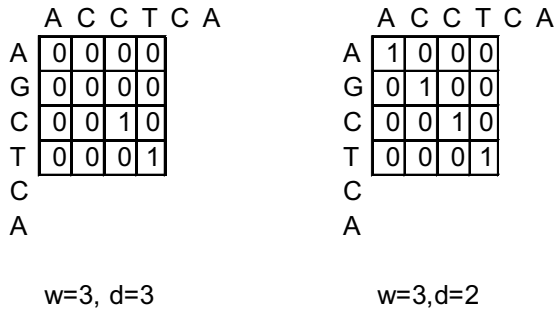 A C C T C A
A 0 0 0 0
G 0 0 0 0
C 0 0 1 0
T 0 0 0 1
C
A
w=3, d=3
A C C T C A
A 1 0 0 0
G 0 1 0 0
C 0 0 1 0
T 0 0 0 1
C
A
w=3,d=2